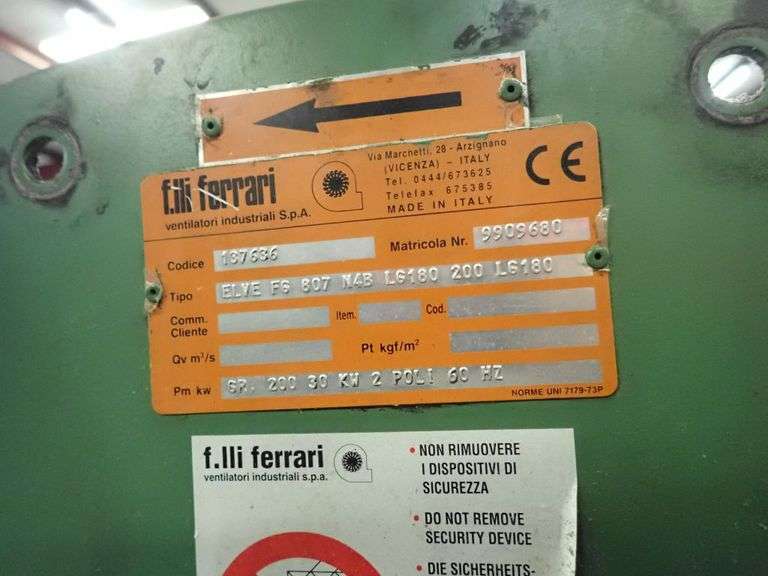 f.lli ferrari
ventilatori industriali S.p.A.
Via Marchetti, 28 - Arzignano
(VICENZA) - ITALY
Tel. 0444/673625
Telefax 675385
MADE IN ITALY
CE
Codice 137636 Matricola Nr. 9909680
Tipo ELVE FG 807 N4B LG180 200 LG180
Comm. Cliente Item. Cod.
Qv m³/s Pt kgf/m²
Pm kw GR. 200 30 KW 2 POLI 60 HZ
NORME UNI 7179-73P
f.lli ferrari
ventilatori industriali s.p.a.
• NON RIMUOVERE
I DISPOSITIVI DI
SICUREZZA
• DO NOT REMOVE
SECURITY DEVICE
• DIE SICHERHEITS-